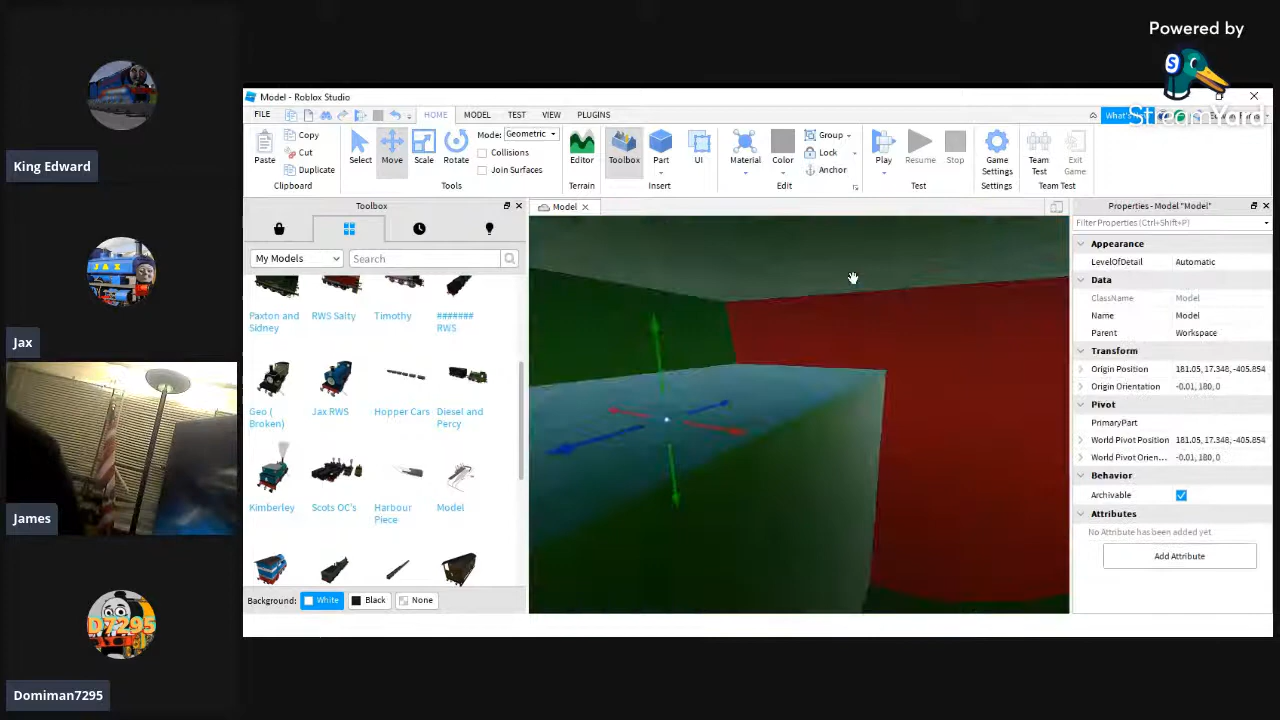 Powered by
StreamYard
King Edward
Jax
James
Domiman7295
D7295
JAX
Model - Roblox Studio
FILE
HOME
MODEL
TEST
VIEW
PLUGINS
Paste
Copy
Cut
Duplicate
Clipboard
Select
Move
Scale
Rotate
Tools
Mode: Geometric
Collisions
Join Surfaces
Editor
Terrain
Toolbox
Part
UI
Insert
Material
Color
Group
Lock
Anchor
Edit
Play
Resume
Stop
Test
Game
Settings
Settings
Team
Test
Exit
Game
Team Test
Toolbox
My Models
Search
Paxton and
Sidney
RWS Salty
Timothy
#######
RWS
Geo (
Broken)
Jax RWS
Hopper Cars
Diesel and
Percy
Kimberley
Scots OC's
Harbour
Piece
Model
Background:
White
Black
None
Model
Properties - Model "Model"
Filter Properties (Ctrl+Shift+P)
Appearance
LevelOfDetail Automatic
Data
ClassName Model
Name Model
Parent Workspace
Transform
Origin Position 181.05, 17.348, -405.854
Origin Orientation -0.01, 180, 0
Pivot
PrimaryPart
World Pivot Position 181.05, 17.348, -405.854
World Pivot Orien... -0.01, 180, 0
Behavior
Archivable
Attributes
No Attribute has been added yet
Add Attribute